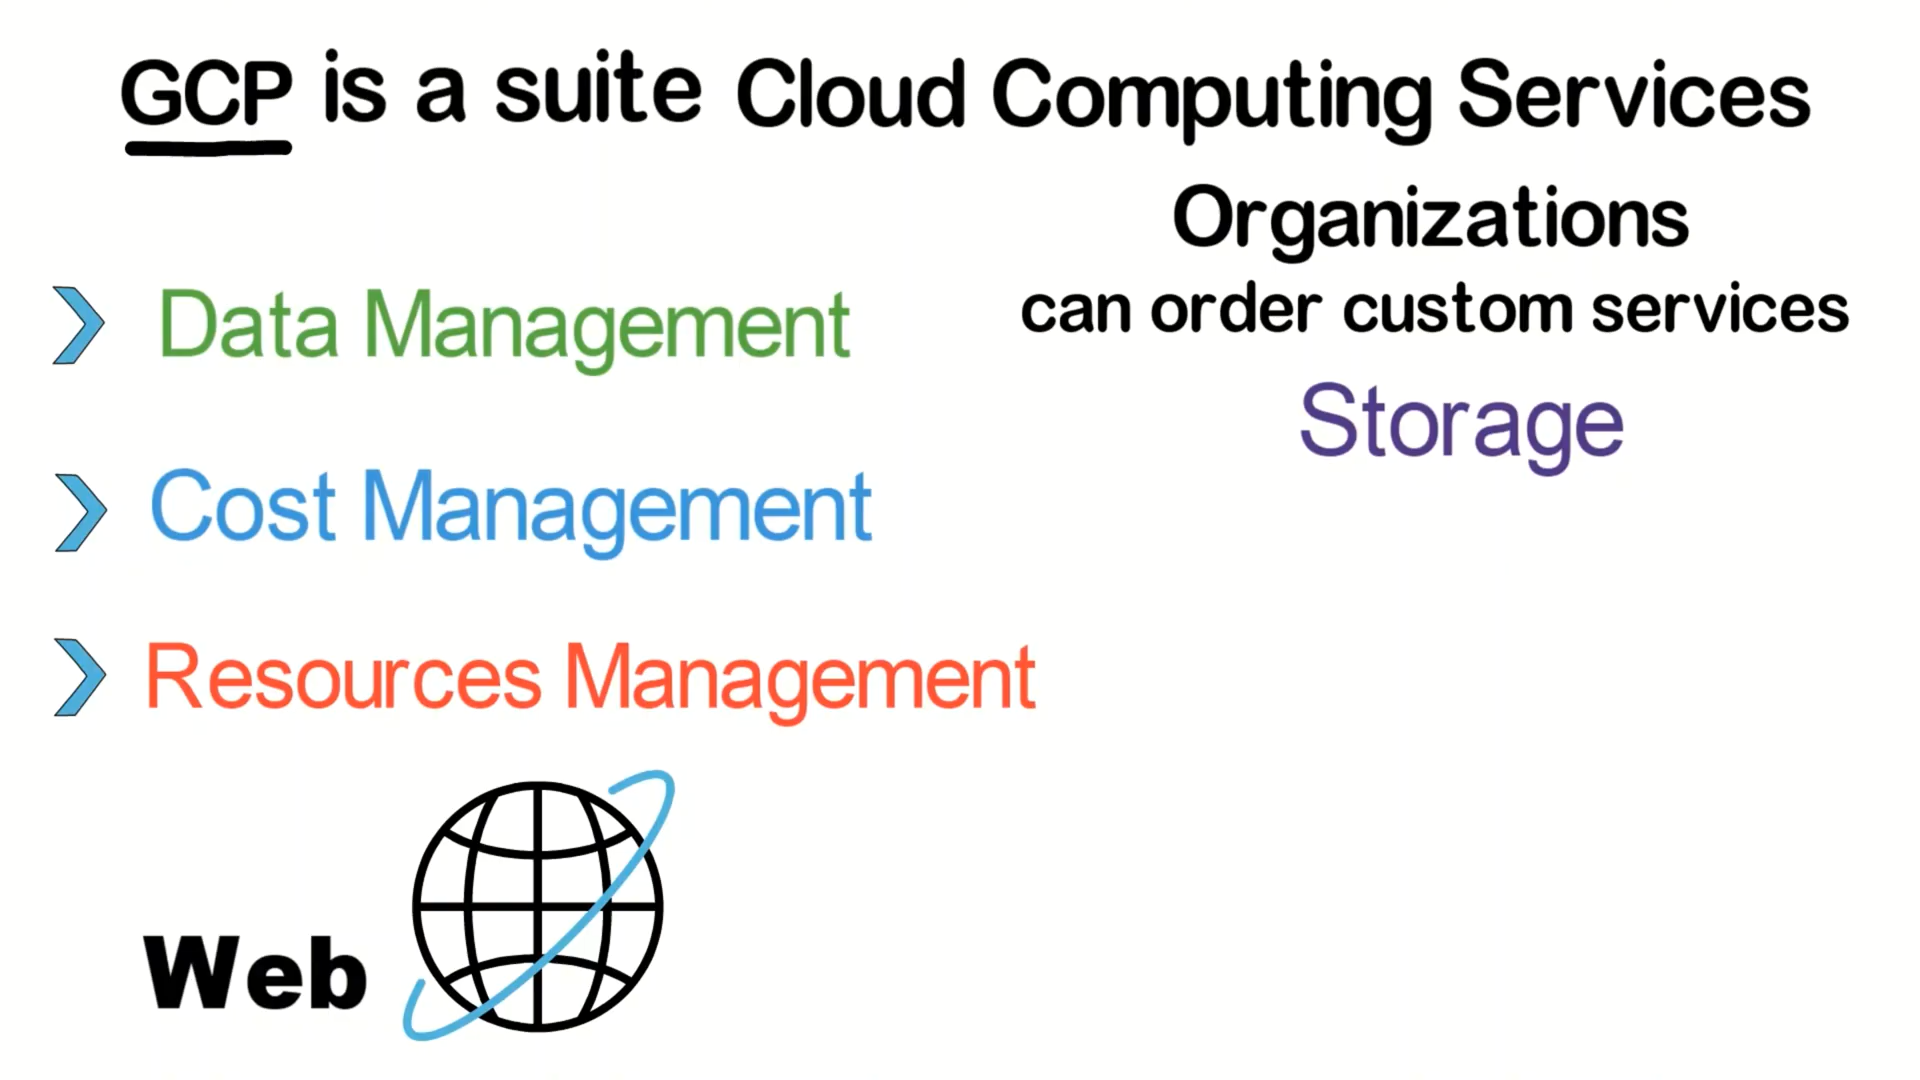 GCP is a suite Cloud Computing Services
Organizations
can order custom services
Storage
Data Management
Cost Management
Resources Management
Web